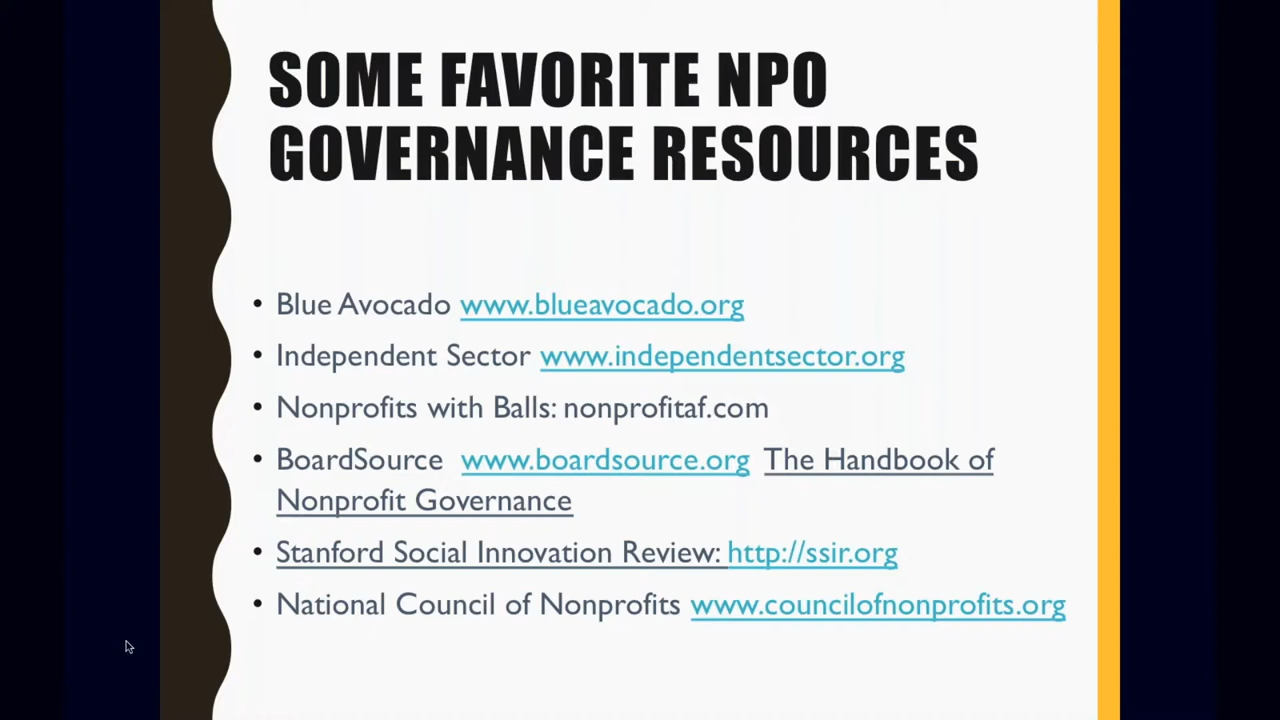 SOME FAVORITE NPO
GOVERNANCE RESOURCES
• Blue Avocado www.blueavocado.org
• Independent Sector www.independentsector.org
• Nonprofits with Balls: nonprofitaf.com
• BoardSource www.boardsource.org The Handbook of
Nonprofit Governance
• Stanford Social Innovation Review: http://ssir.org
• National Council of Nonprofits www.councilofnonprofits.org